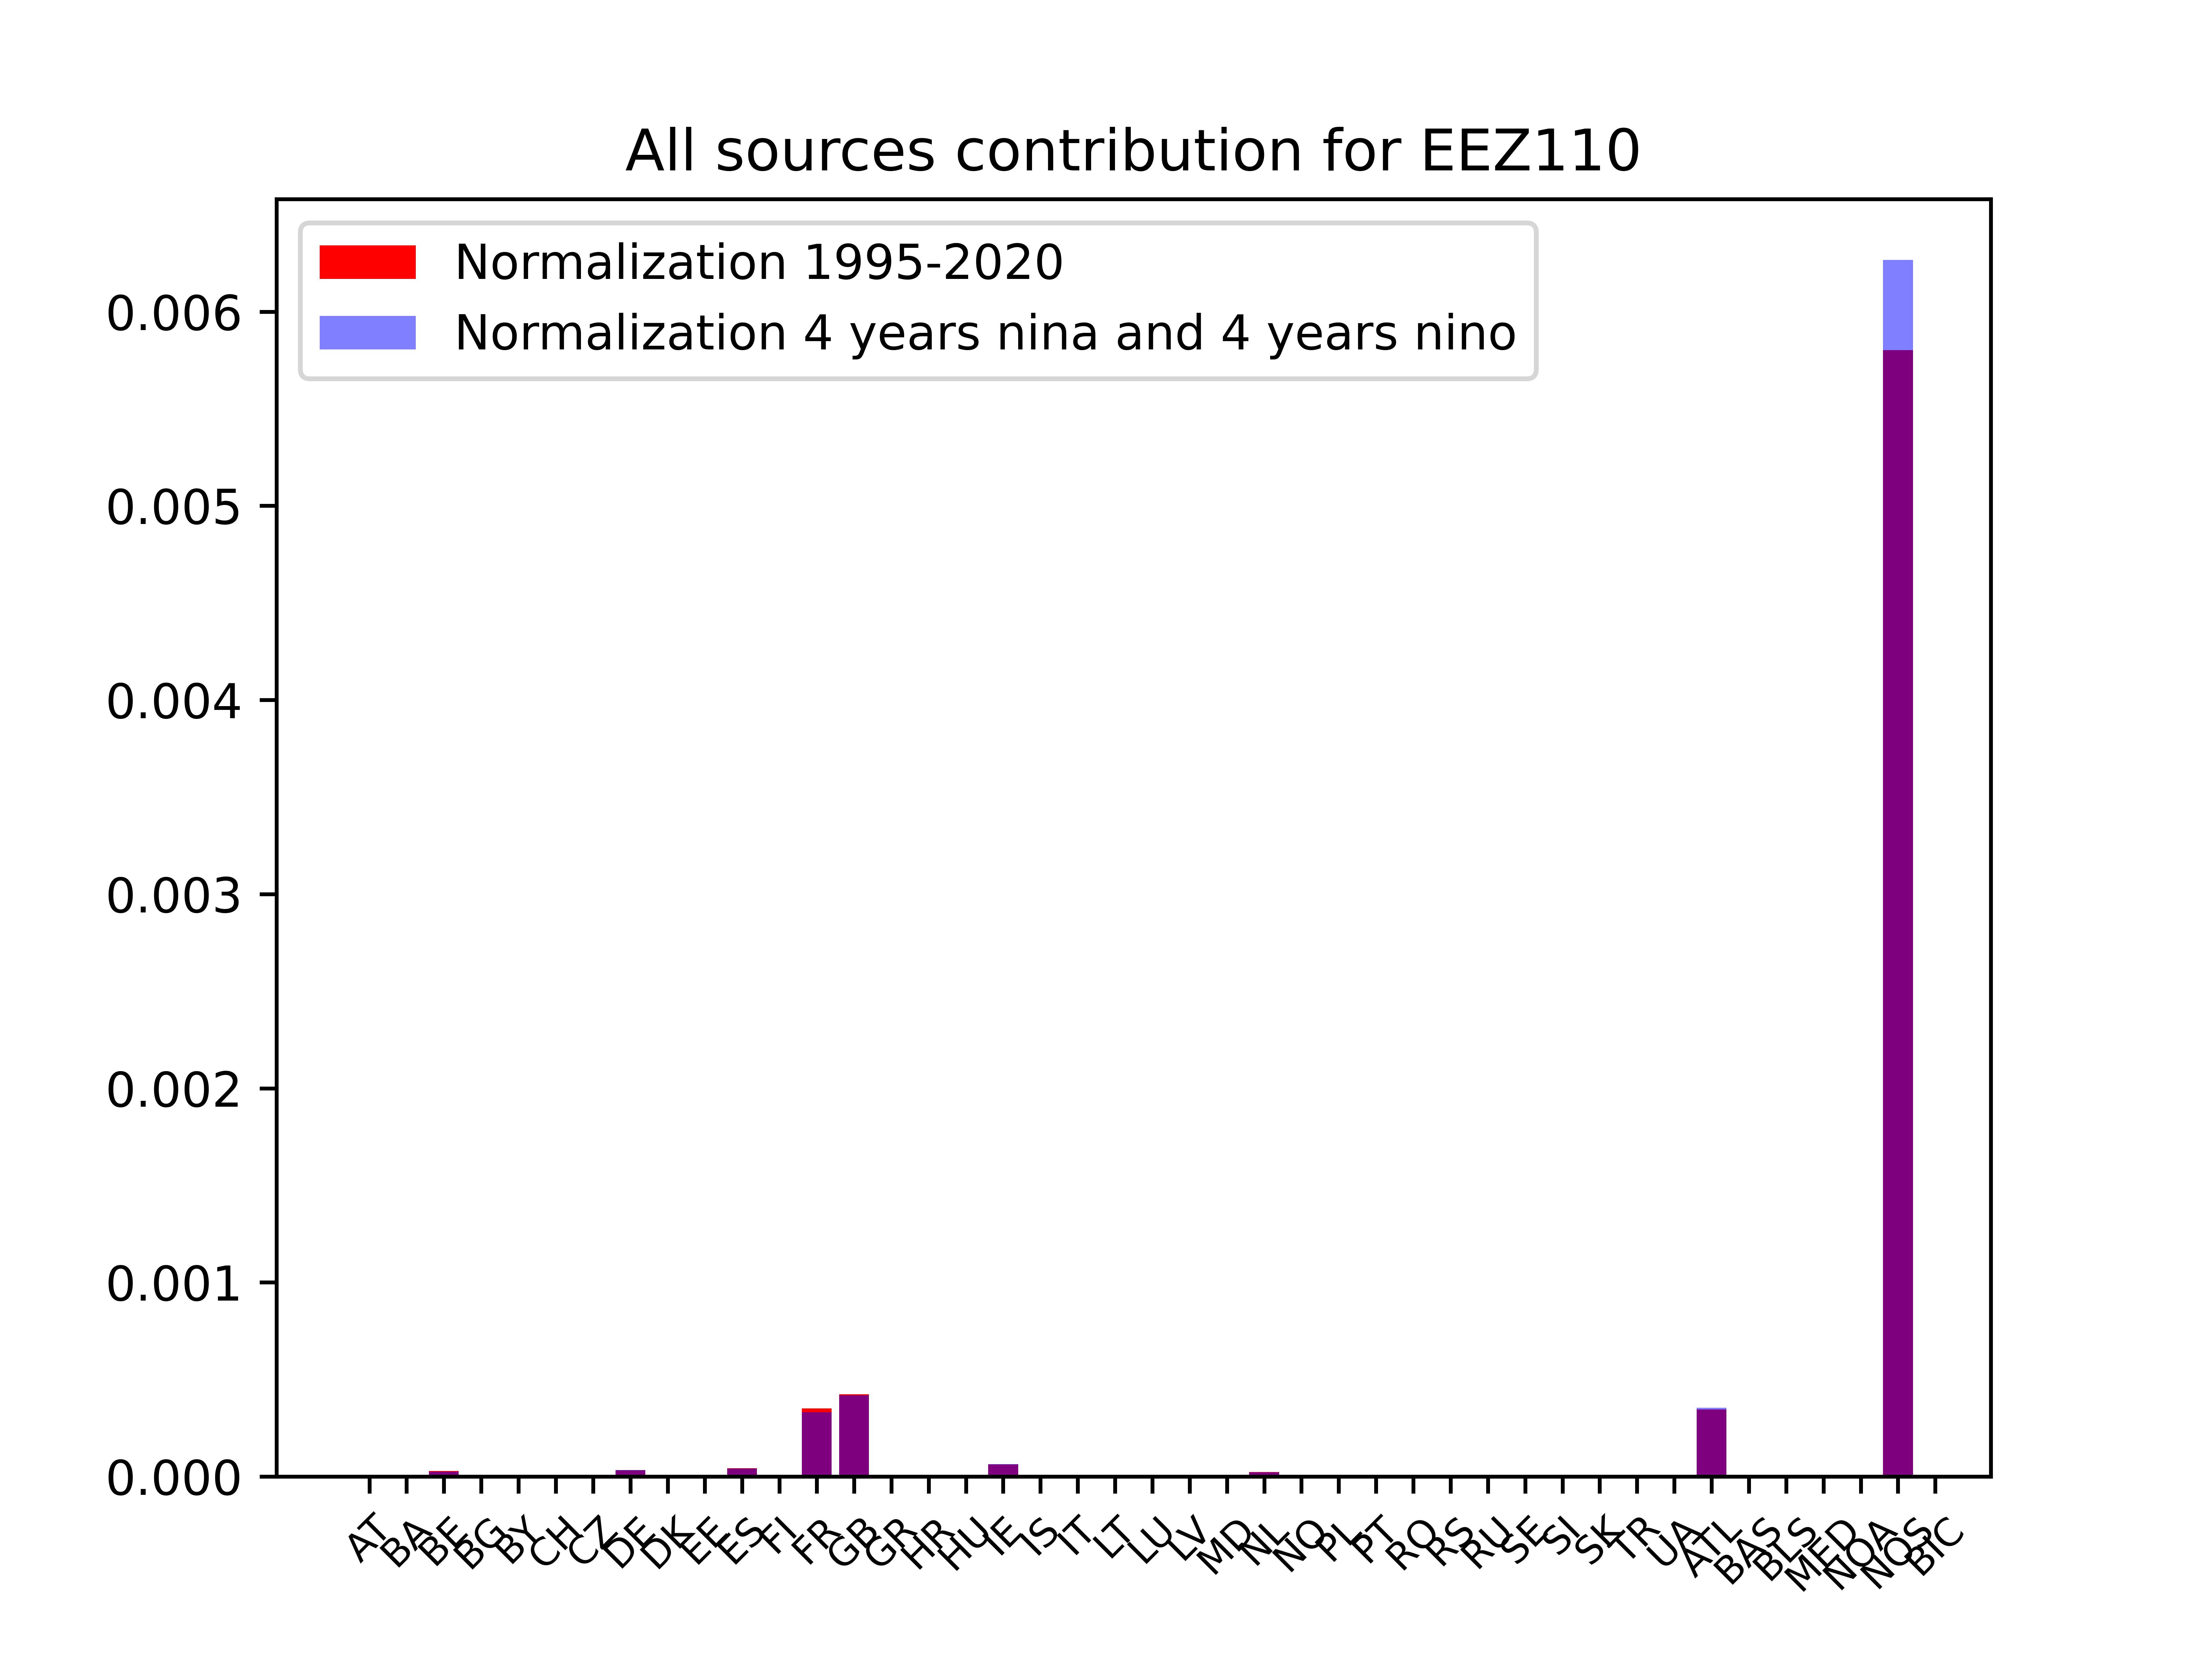 All sources contribution for EEZ110
Normalization 1995-2020
Normalization 4 years nina and 4 years nino
0.006
0.005
0.004
0.003
0.002
0.001
0.000
AT BA BE BG BY CH CZ DE DK EE ES FI FR GB GR HR HU IE IS IT LT LU LV MD NL NO PL PT RO RS RU SE SI SK TR UA ATL BAS BLS MED NOA NOS BIC